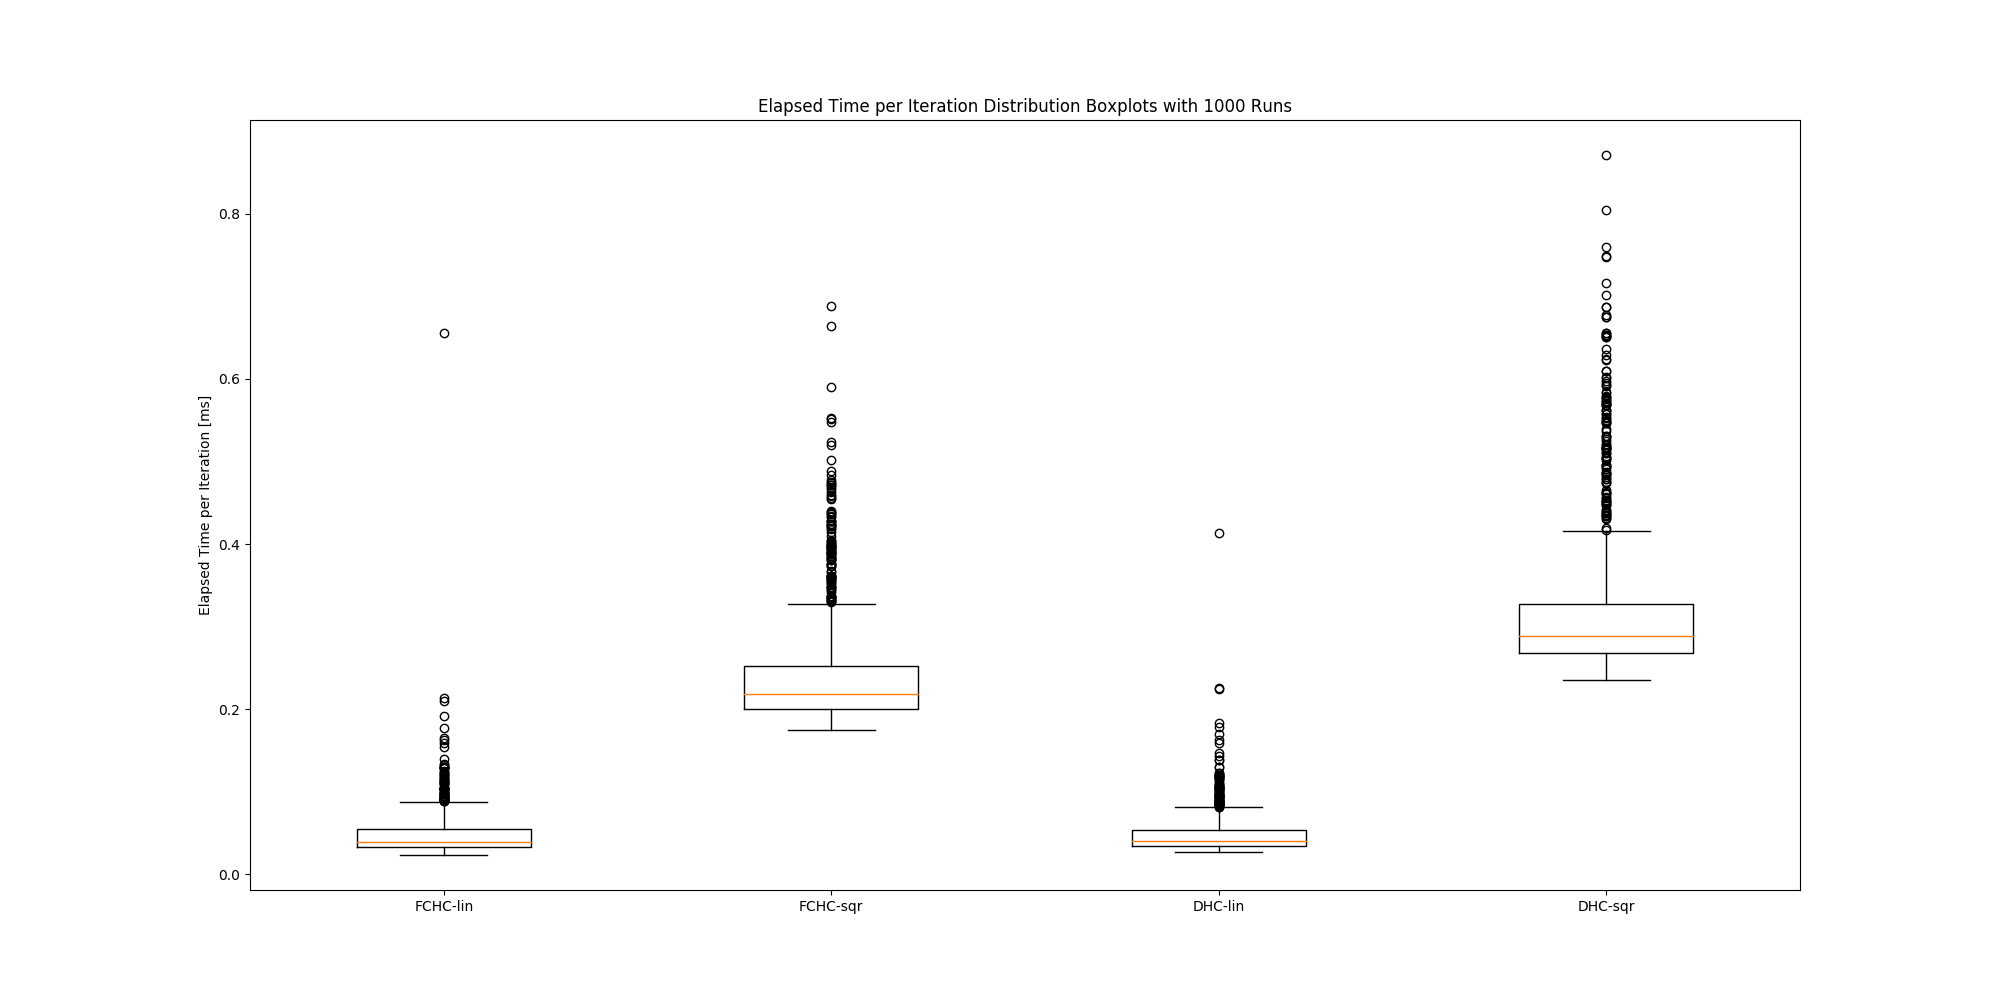 Elapsed Time per Iteration Distribution Boxplots with 1000 Runs
Elapsed Time per Iteration [ms]
0.8
0.6
0.4
0.2
0.0
FCHC-lin
FCHC-sqr
DHC-lin
DHC-sqr